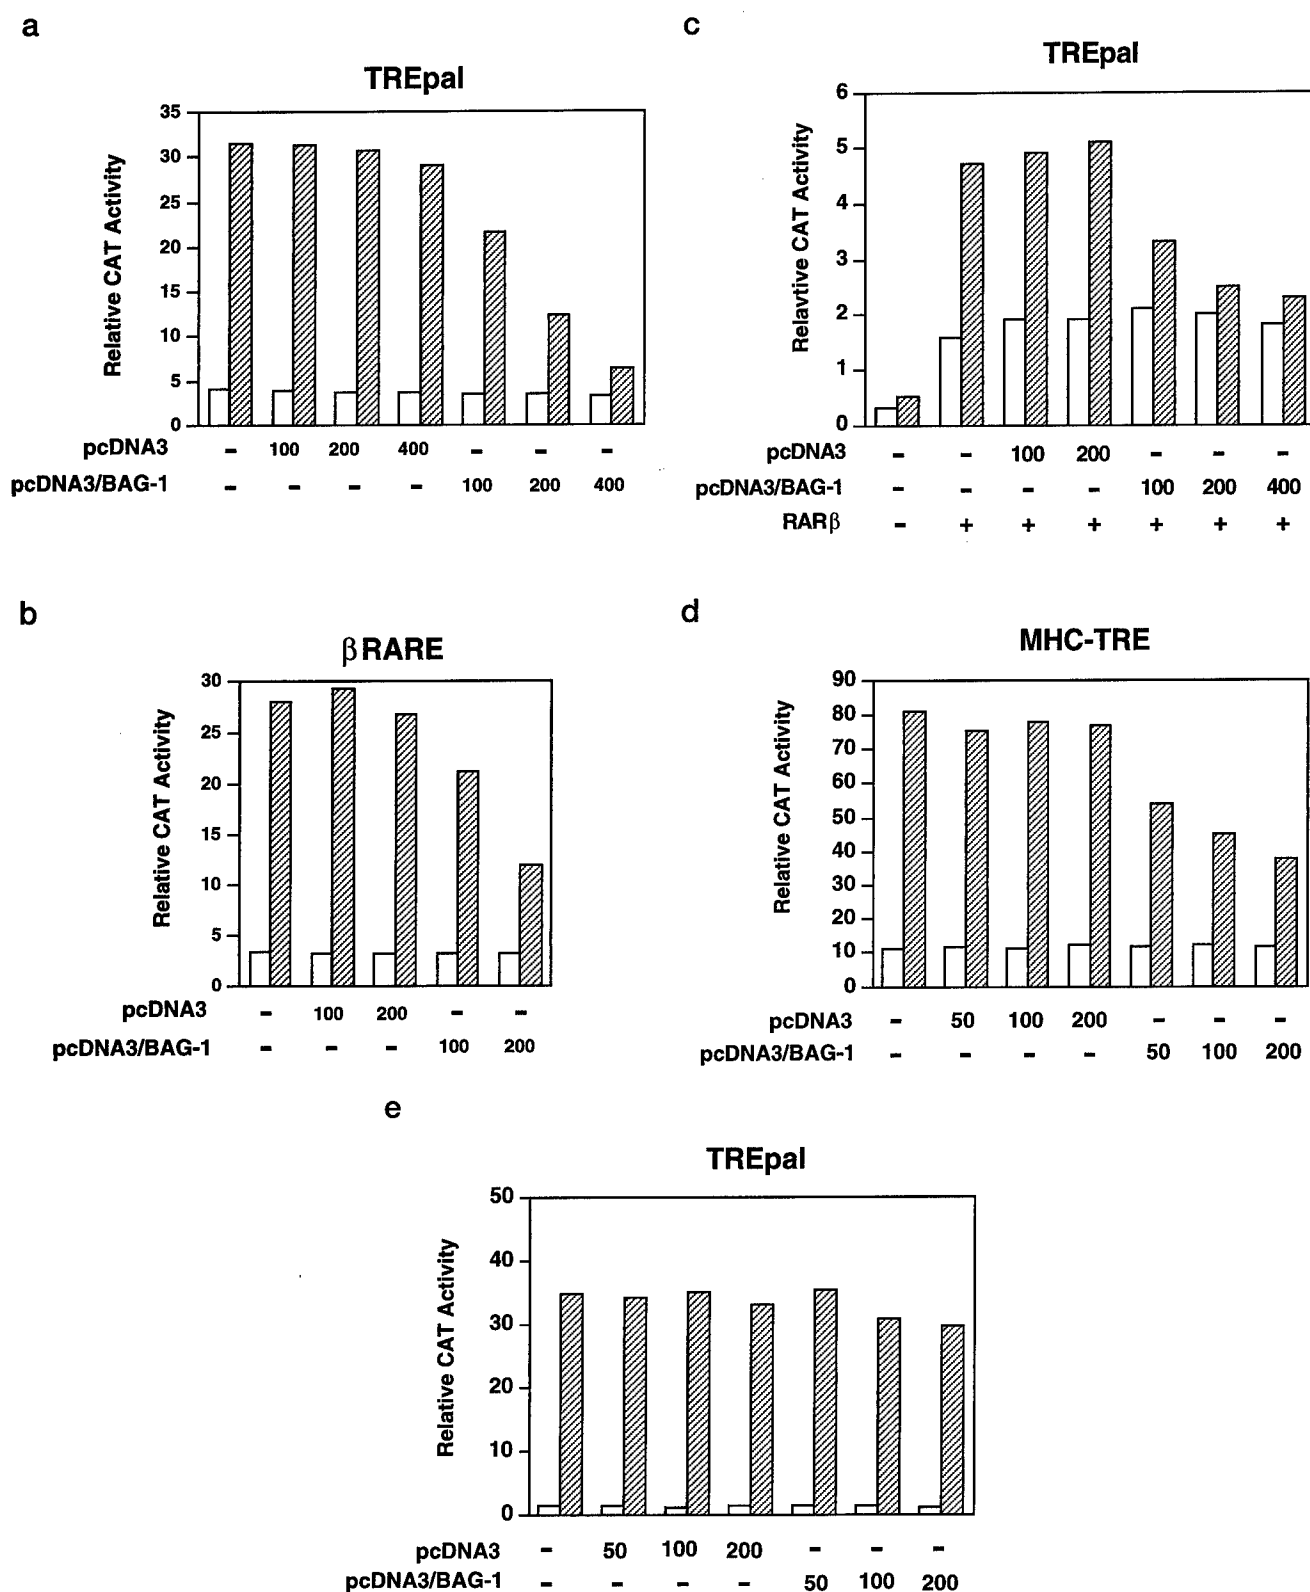 a
TREpal
Relative CAT Activity
35
30
25
20
15
10
5
0
pcDNA3 - 100 200 400 - - -
pcDNA3/BAG-1 - - - - 100 200 400
c
TREpal
Relavtive CAT Activity
6
5
4
3
2
1
0
pcDNA3 - - 100 200 - - -
pcDNA3/BAG-1 - - - - 100 200 400
RARβ - + + + + + +
b
βRARE
Relative CAT Activity
30
25
20
15
10
5
0
pcDNA3 - 100 200 - -
pcDNA3/BAG-1 - - - 100 200
d
MHC-TRE
Relative CAT Activity
90
80
70
60
50
40
30
20
10
0
pcDNA3 - 50 100 200 - - -
pcDNA3/BAG-1 - - - - 50 100 200
e
TREpal
Relative CAT Activity
50
40
30
20
10
0
pcDNA3 - 50 100 200 - - -
pcDNA3/BAG-1 - - - - 50 100 200